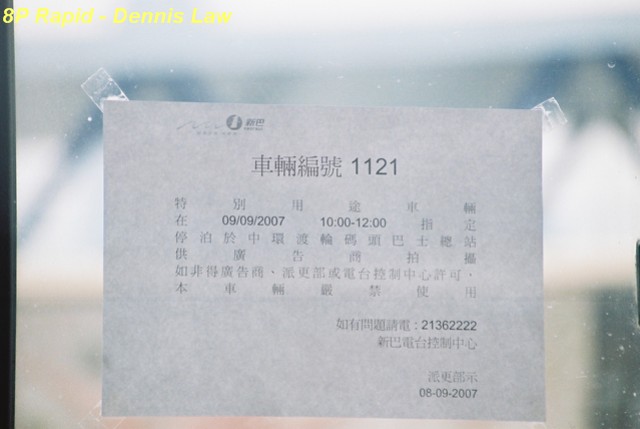 8P Rapid - Dennis Law
新巴
車輛編號 1121
特別用途車輛
在 09/09/2007 10:00-12:00 指定
停泊於中環渡輪碼頭巴士總站
供廣告商拍攝
如非得廣告商、派更部或電台控制中心許可，
本車輛嚴禁使用
如有問題請電：21362222
新巴電台控制中心
派更部示
08-09-2007